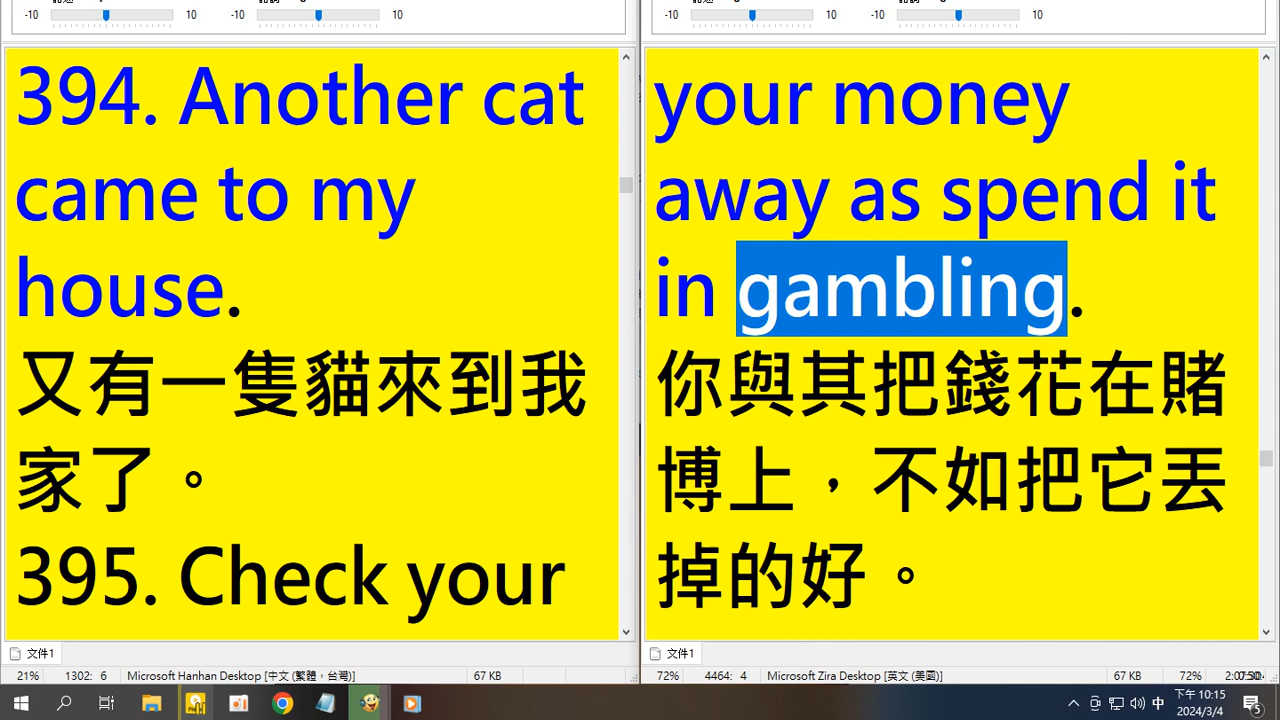 -10 10 -10 10
394. Another cat
came to my
house.
又有一隻貓來到我
家了。
395. Check your
文件1
21% 1302: 6 Microsoft Hanhan Desktop [中文 (繁體，台灣)] 67 KB
-10 10 -10 10
your money
away as spend it
in gambling.
你與其把錢花在賭
博上，不如把它丟
掉的好。
文件1
72% 4464: 4 Microsoft Zira Desktop [英文 (美國)] 67 KB 72%
中
下午 10:15
2024/3/4
5